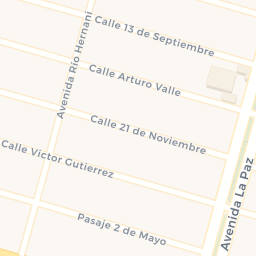 Calle 13 de Septiembre
Avenida Rio Hernani
Calle Arturo Valle
Calle 21 de Noviembre
Calle Victor Gutierrez
Avenida La Paz
Pasaje 2 de Mayo